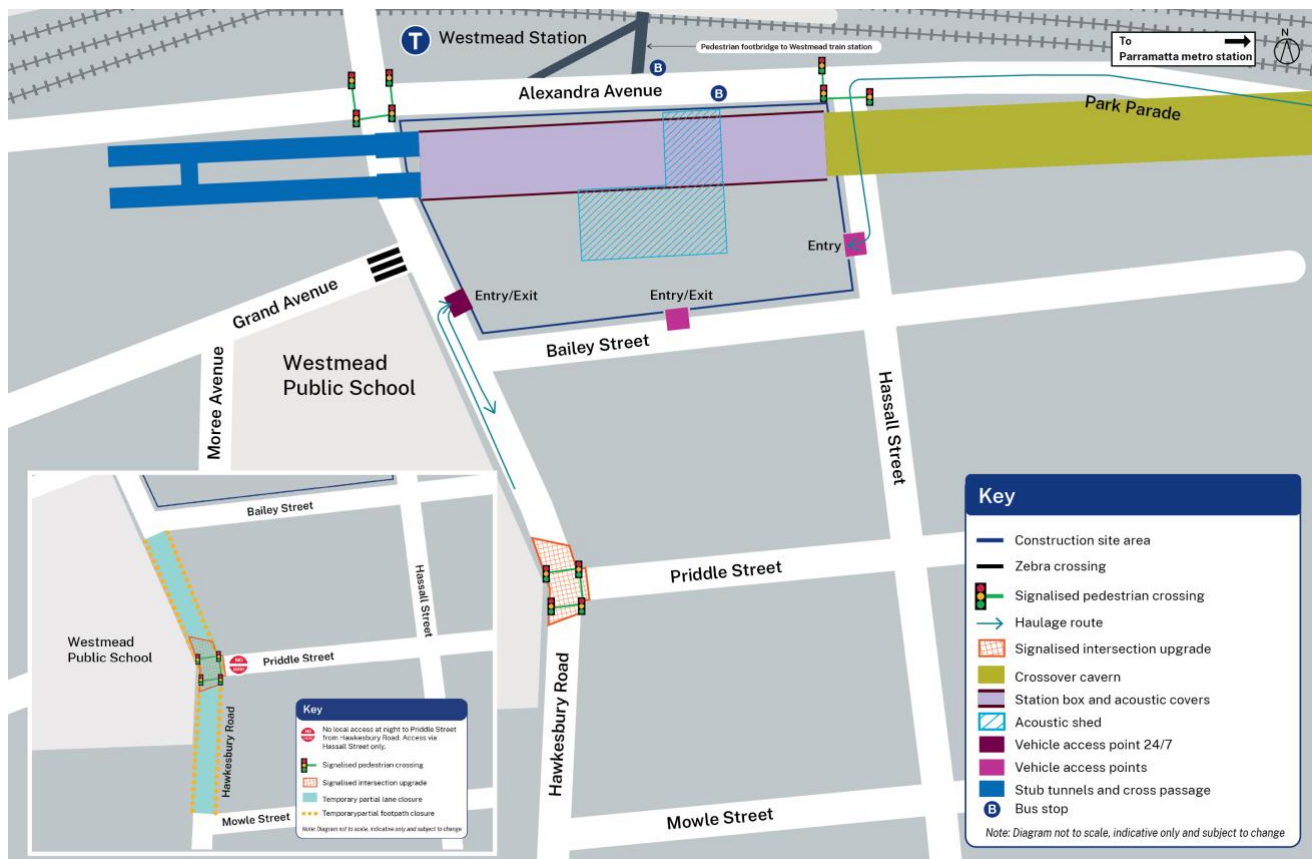 T Westmead Station
Pedestrian footbridge to Westmead train station
To
Parramatta metro station
N
B
B
Alexandra Avenue
Park Parade
Entry
Entry/Exit
Entry/Exit
Grand Avenue
Bailey Street
Moree Avenue
Westmead
Public School
Hassall Street
Priddle Street
Hawkesbury Road
Mowle Street
Bailey Street
Hassall Street
Westmead
Public School
NO
ENTRY
Priddle Street
Hawkesbury Road
Mowle Street
Key
NO
ENTRY
No local access at night to Priddle Street
from Hawkesbury Road. Access via
Hassall Street only.
Signalised pedestrian crossing
Signalised intersection upgrade
Temporary partial lane closure
Temporarypartial footpath closure
Note: Diagram not to scale, indicative only and subject to change
Key
Construction site area
Zebra crossing
Signalised pedestrian crossing
Haulage route
Signalised intersection upgrade
Crossover cavern
Station box and acoustic covers
Acoustic shed
Vehicle access point 24/7
Vehicle access points
Stub tunnels and cross passage
B Bus stop
Note: Diagram not to scale, indicative only and subject to change